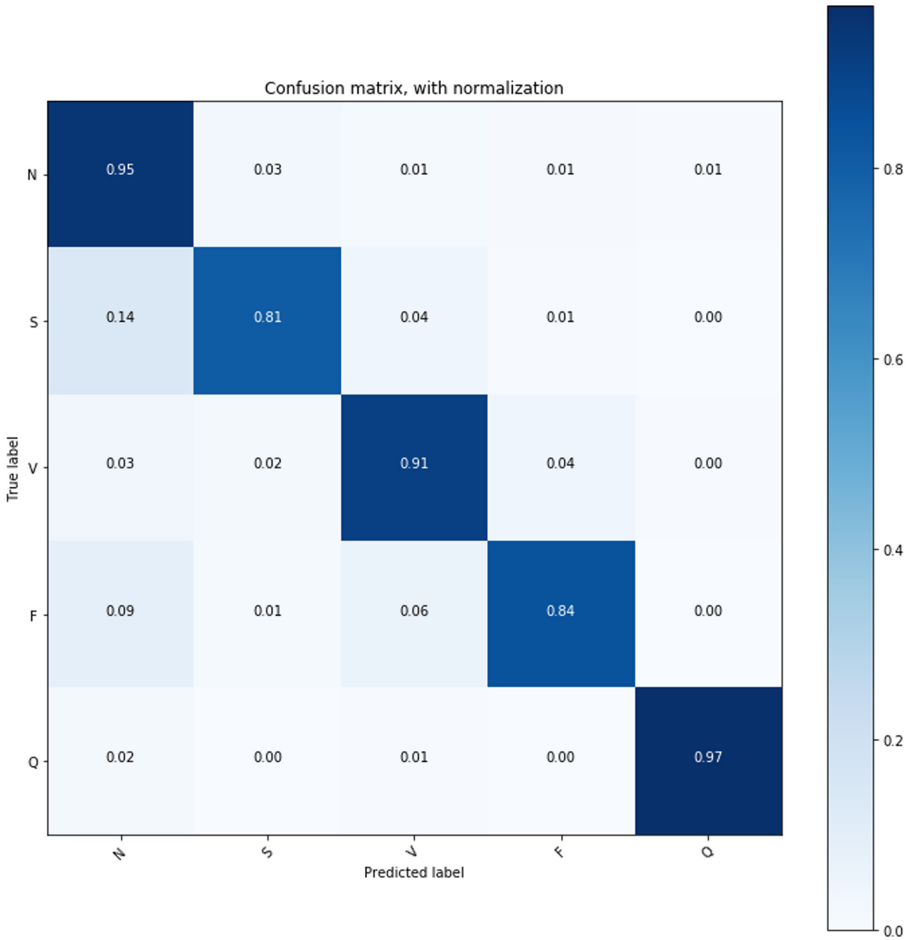 Confusion matrix, with normalization
N 0.95 0.03 0.01 0.01 0.01
S 0.14 0.81 0.04 0.01 0.00
V 0.03 0.02 0.91 0.04 0.00
F 0.09 0.01 0.06 0.84 0.00
Q 0.02 0.00 0.01 0.00 0.97
True label
N S V F Q
Predicted label
0.8
0.6
0.4
0.2
0.0